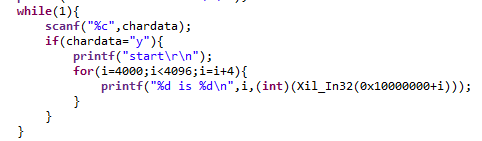 while(1){
scanf("%c",chardata);
if(chardata="y"){
printf("start\r\n");
for(i=4000;i<4096;i=i+4){
printf("%d is %d\n",i,(int)(Xil_In32(0x10000000+i)));
}
}
}